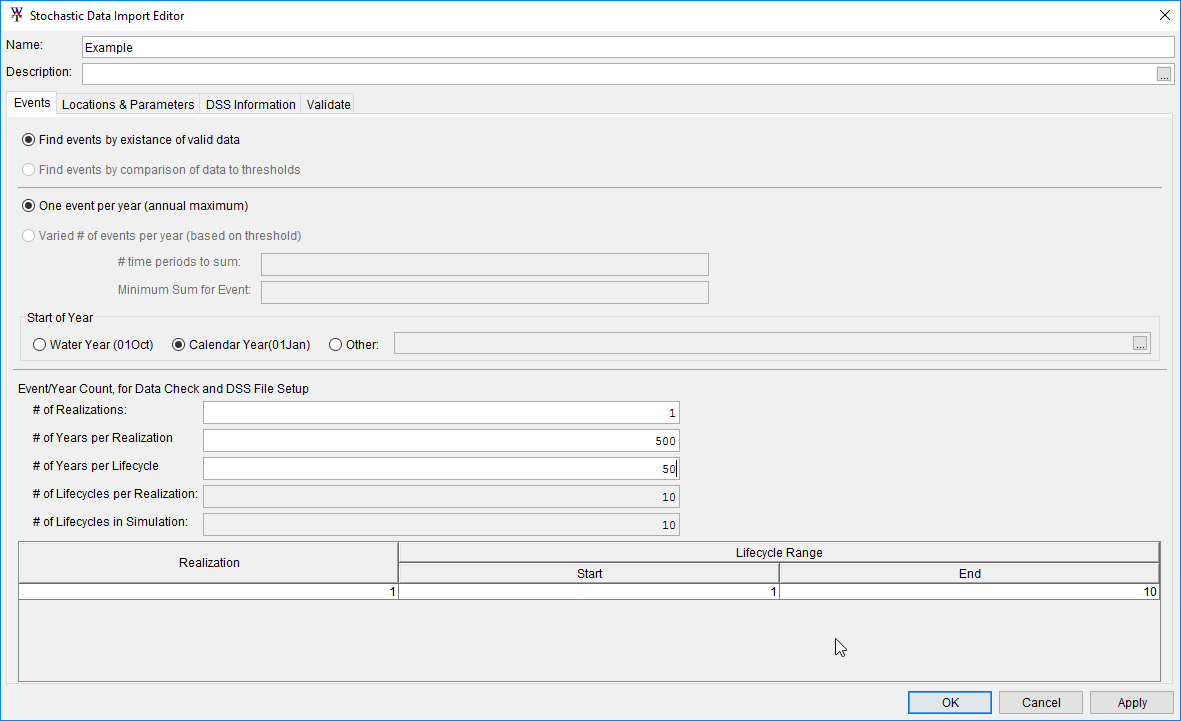 Stochastic Data Import Editor
Name:
Example
Description:
...
Events Locations & Parameters DSS Information Validate
Find events by existance of valid data
Find events by comparison of data to thresholds
One event per year (annual maximum)
Varied # of events per year (based on threshold)
# time periods to sum:
Minimum Sum for Event:
Start of Year
Water Year (01Oct) Calendar Year(01Jan) Other: ...
Event/Year Count, for Data Check and DSS File Setup
# of Realizations: 1
# of Years per Realization 500
# of Years per Lifecycle 50
# of Lifecycles per Realization: 10
# of Lifecycles in Simulation: 10
Realization Lifecycle Range
Start End
1 1 10
OK Cancel Apply